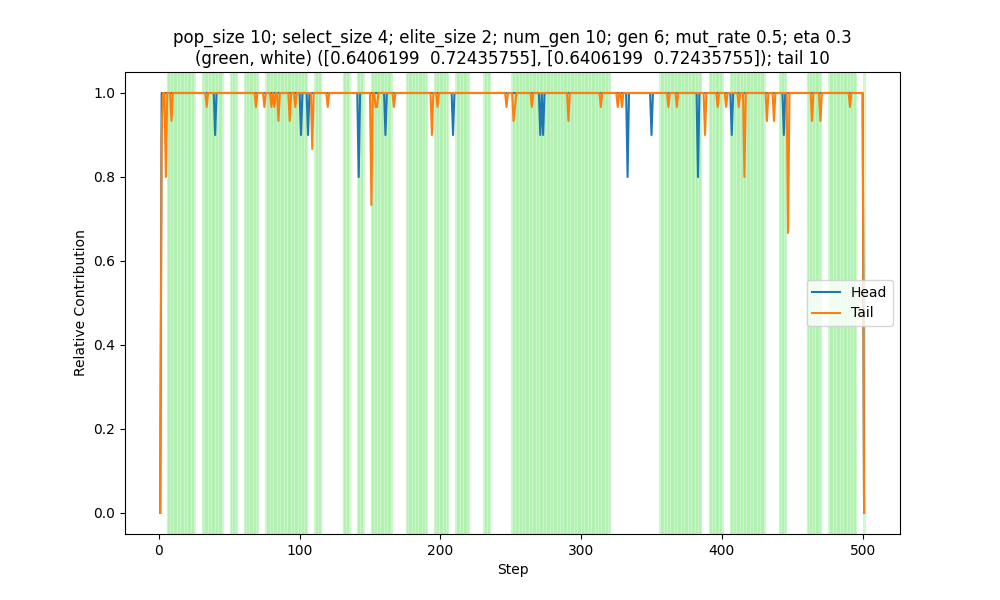 pop_size 10; select_size 4; elite_size 2; num_gen 10; gen 6; mut_rate 0.5; eta 0.3
(green, white) ([0.6406199  0.72435755], [0.6406199  0.72435755]); tail 10
1.0
0.8
0.6
0.4
0.2
0.0
Relative Contribution
Head
Tail
0
100
200
300
400
500
Step